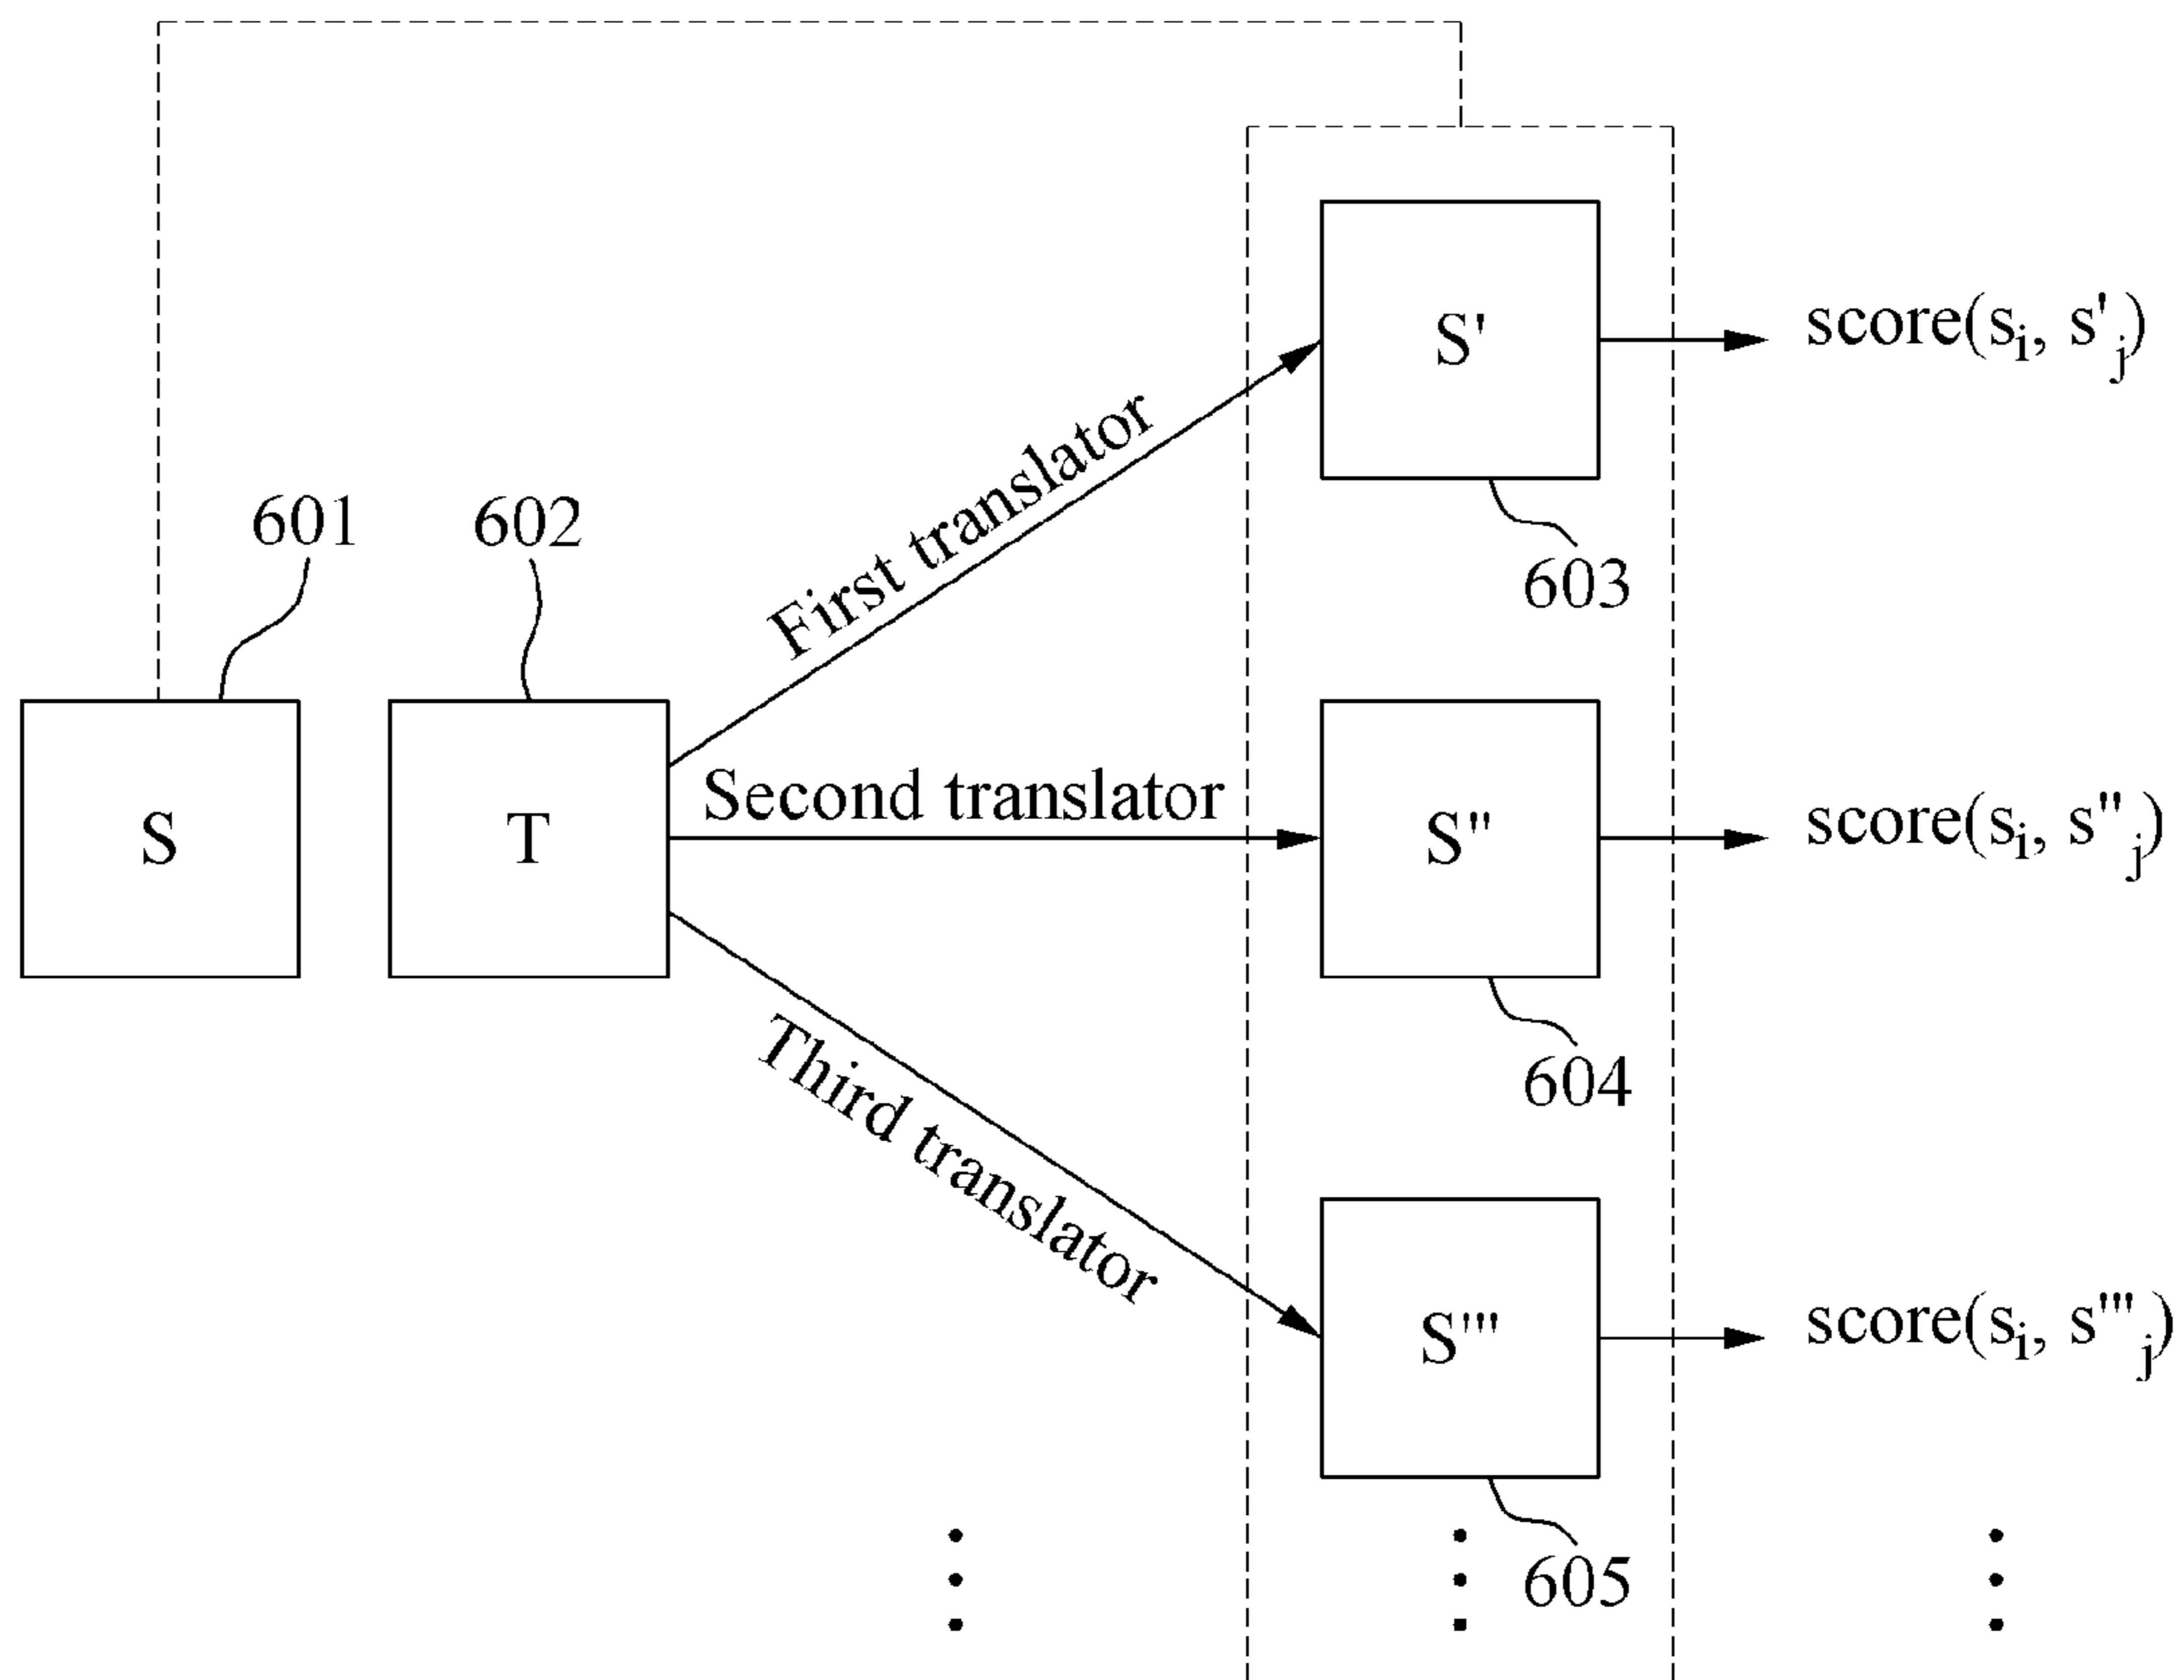 S'
score(sᵢ, s'ⱼ)
First translator
601
602
603
S
T
Second translator
S"
score(sᵢ, s"ⱼ)
604
Third translator
S'''
score(sᵢ, s'''ⱼ)
605